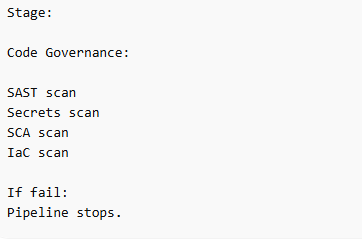 Stage:
Code Governance:
SAST scan
Secrets scan
SCA scan
IaC scan
If fail:
Pipeline stops.